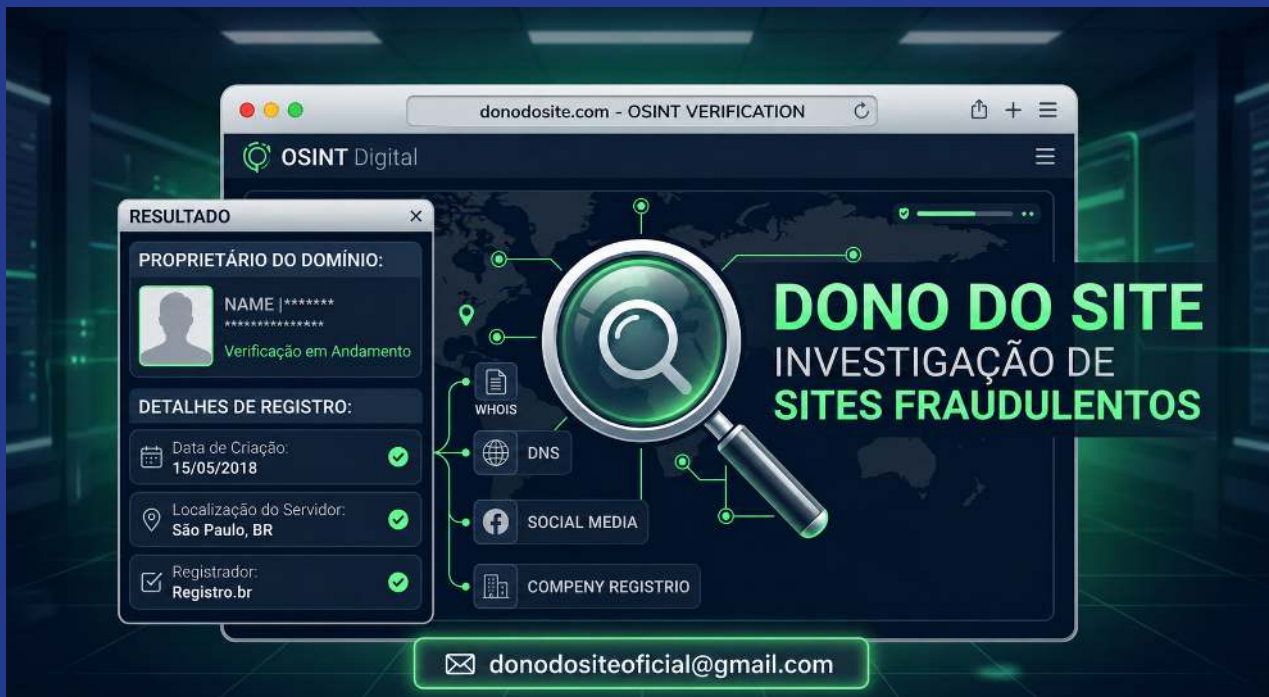 donodosite.com - OSINT VERIFICATION
OSINT Digital
RESULTADO
PROPRIETÁRIO DO DOMÍNIO:
NAME |*******
***************
Verificação em Andamento
DETALHES DE REGISTRO:
Data de Criação:
15/05/2018
Localização do Servidor:
São Paulo, BR
Registrador:
Registro.br
WHOIS
DNS
SOCIAL MEDIA
COMPENY REGISTRIO
DONO DO SITE
INVESTIGAÇÃO DE
SITES FRAUDULENTOS
donodositeoficial@gmail.com